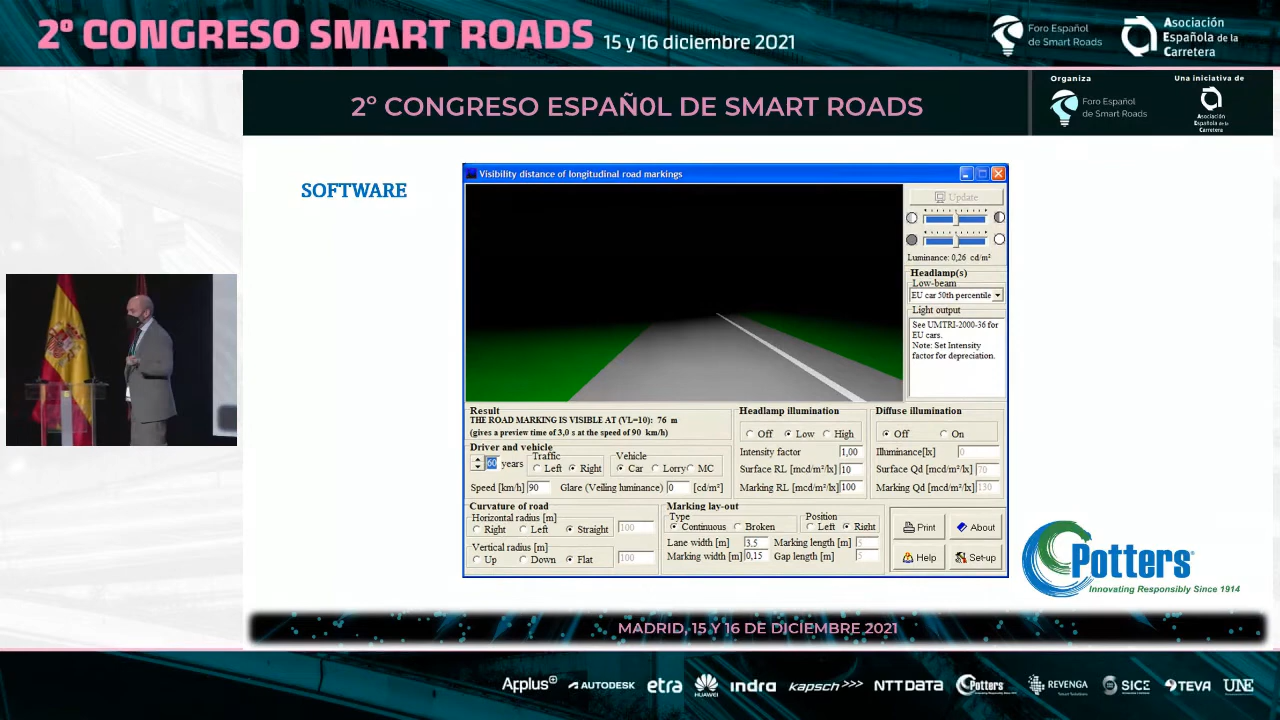 2º CONGRESO SMART ROADS 15 y 16 diciembre 2021
Foro Español
de Smart Roads
Asociación
Española de la
Carretera
2º CONGRESO ESPAÑ0L DE SMART ROADS
Organiza
Foro Español
de Smart Roads
Una iniciativa de
Asociación
Española de la
Carretera
SOFTWARE
Visibility distance of longitudinal road markings
Update
Luminance: 0,26 cd/m²
Headlamp(s)
Low-beam
EU car 50th percentile
Light output
See UMTRI-2000-36 for
EU cars.
Note: Set Intensity
factor for depreciation.
Result
THE ROAD MARKING IS VISIBLE AT (VL=10): 76 m
(gives a preview time of 3,0 s at the speed of 90 km/h)
Driver and vehicle
60 years
Traffic
Left Right
Vehicle
Car Lorry MC
Speed [km/h] 90 Glare (Veiling luminance) 0 [cd/m²]
Headlamp illumination
Off Low High
Intensity factor 1,00
Surface RL [mcd/m²/lx] 10
Marking RL [mcd/m²/lx] 100
Diffuse illumination
Off On
Illuminance[lx] 0
Surface Qd [mcd/m²/lx] 70
Marking Qd [mcd/m²/lx] 130
Curvature of road
Horizontal radius [m]
Right Left Straight 100
Vertical radius [m]
Up Down Flat 100
Marking lay-out
Type
Continuous Broken
Position
Left Right
Lane width [m] 3,5 Marking length [m] 5
Marking width [m] 0,15 Gap length [m] 5
Print About
Help Set-up
Potters
Innovating Responsibly Since 1914
MADRID, 15 Y 16 DE DICIEMBRE 2021
Applus+ AUTODESK etra HUAWEI indra kapsch >>> NTT DATA Potters REVENGA SICE TEVA UNE